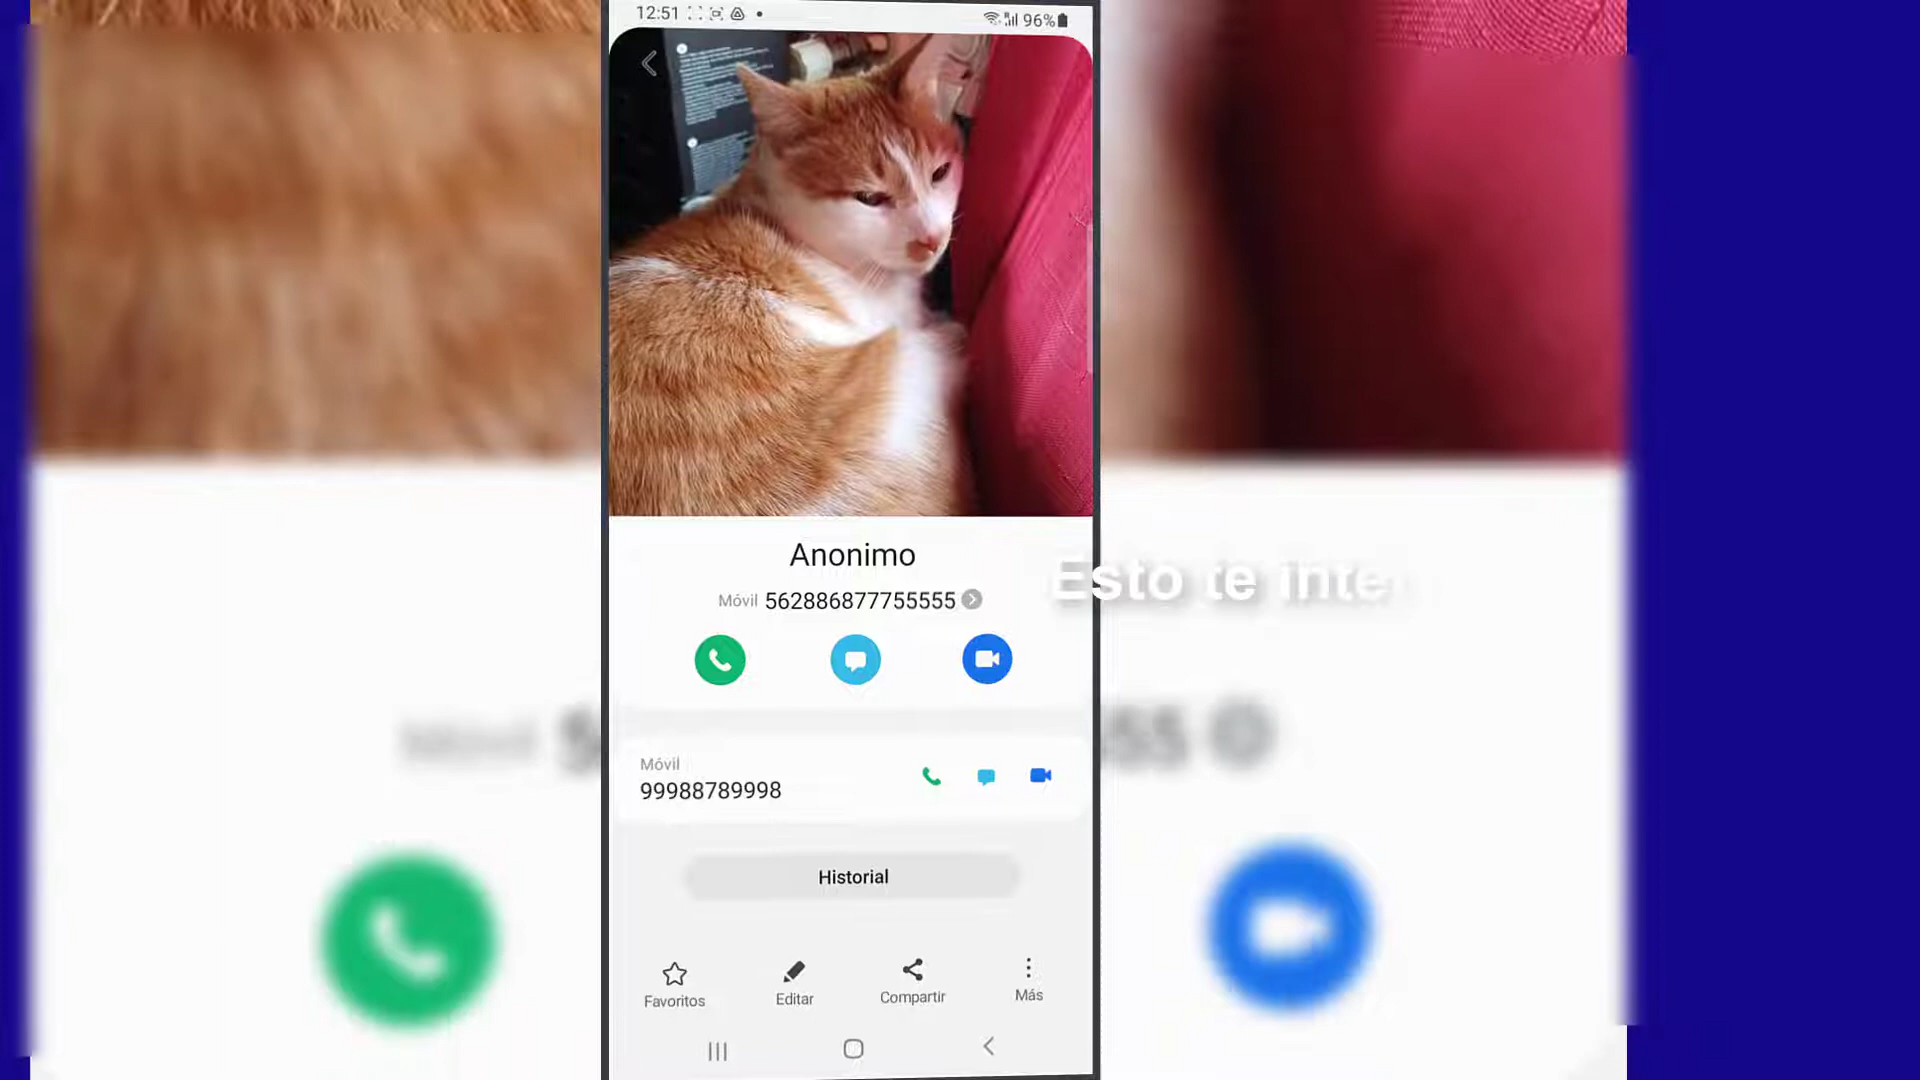 12:51
96%
Anonimo
Móvil 562886877755555
Esto te inte
Móvil
99988789998
Historial
Favoritos
Editar
Compartir
Más